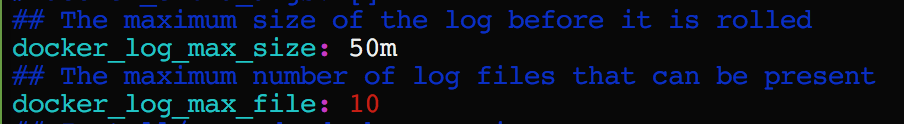 ## The maximum size of the log before it is rolled
docker_log_max_size: 50m
## The maximum number of log files that can be present
docker_log_max_file: 10